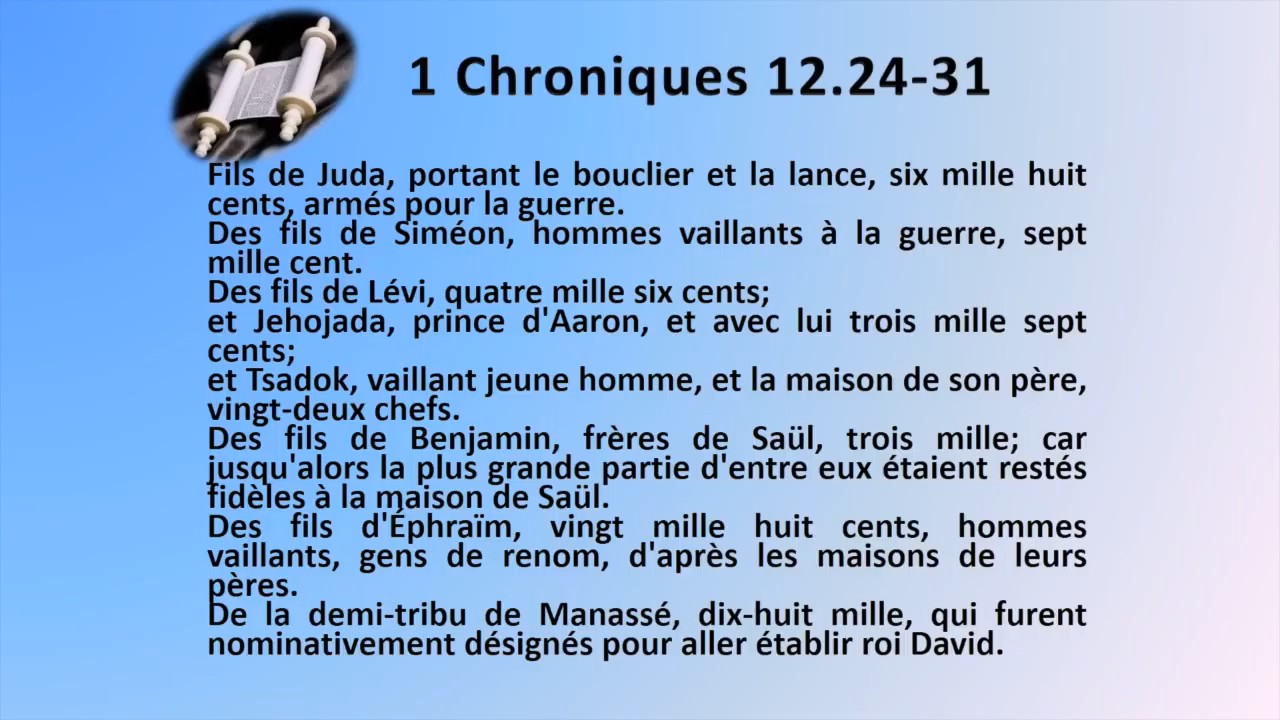 1 Chroniques 12.24-31
Fils de Juda, portant le bouclier et la lance, six mille huit
cents, armés pour la guerre.
Des fils de Siméon, hommes vaillants à la guerre, sept
mille cent.
Des fils de Lévi, quatre mille six cents;
et Jehojada, prince d'Aaron, et avec lui trois mille sept
cents;
et Tsadok, vaillant jeune homme, et la maison de son père,
vingt-deux chefs.
Des fils de Benjamin, frères de Saül, trois mille; car
jusqu'alors la plus grande partie d'entre eux étaient restés
fidèles à la maison de Saül.
Des fils d'Éphraïm, vingt mille huit cents, hommes
vaillants, gens de renom, d'après les maisons de leurs
pères.
De la demi-tribu de Manassé, dix-huit mille, qui furent
nominativement désignés pour aller établir roi David.